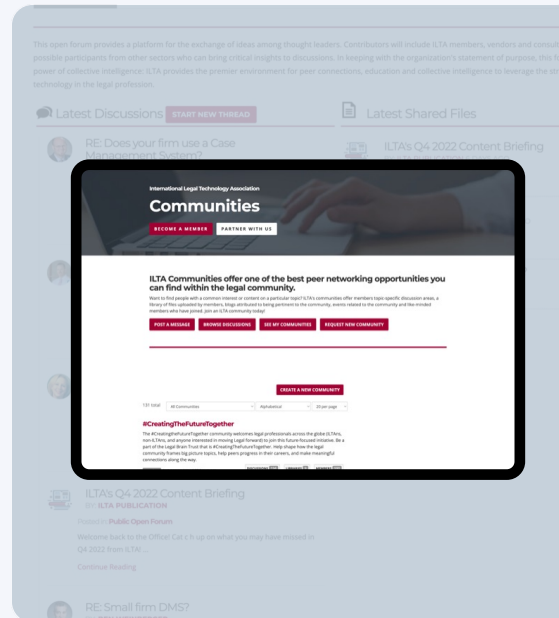 This open forum provides a platform for the exchange of ideas among thought leaders. Contributors will include ILTA members, vendors and consul
possible participants from other sectors who can bring critical insights to discussions. In keeping with the organization's statement of purpose, this f
power of collective intelligence: ILTA provides the premier environment for peer connections, education and collective intelligence to leverage the str
technology in the legal profession.
Latest Discussions START NEW THREAD
Latest Shared Files
RE: Does your firm use a Case
Management System?
ILTA's Q4 2022 Content Briefing
International Legal Technology Association
Communities
BECOME A MEMBER PARTNER WITH US
ILTA Communities offer one of the best peer networking opportunities you
can find within the legal community.
Want to find people with a common interest or content on a particular topic? ILTA's communities offer members topic-specific discussion areas, a
library of files uploaded by members, blogs attributed to being pertinent to the community, events related to the community and like-minded
members who have joined. Join an ILTA community today!
POST A MESSAGE BROWSE DISCUSSIONS SEE MY COMMUNITIES REQUEST NEW COMMUNITY
CREATE A NEW COMMUNITY
131 total All Communities Alphabetical 20 per page
#CreatingTheFutureTogether
The #CreatingTheFutureTogether community welcomes legal professionals across the globe (ILTAns,
non-ILTAns, and anyone interested in moving Legal forward) to join this future-focused initiative. Be a
part of the Legal Brain Trust that is #CreatingTheFutureTogether. Help shape how the legal
community frames big picture topics, help peers progress in their careers, and make meaningful
connections along the way.
ILTA's Q4 2022 Content Briefing
BY: ILTA PUBLICATION
Posted in: Public Open Forum
Welcome back to the Office! Catch up on what you may have missed in
Q4 2022 from ILTA! ...
Continue Reading
RE: Small firm DMS?